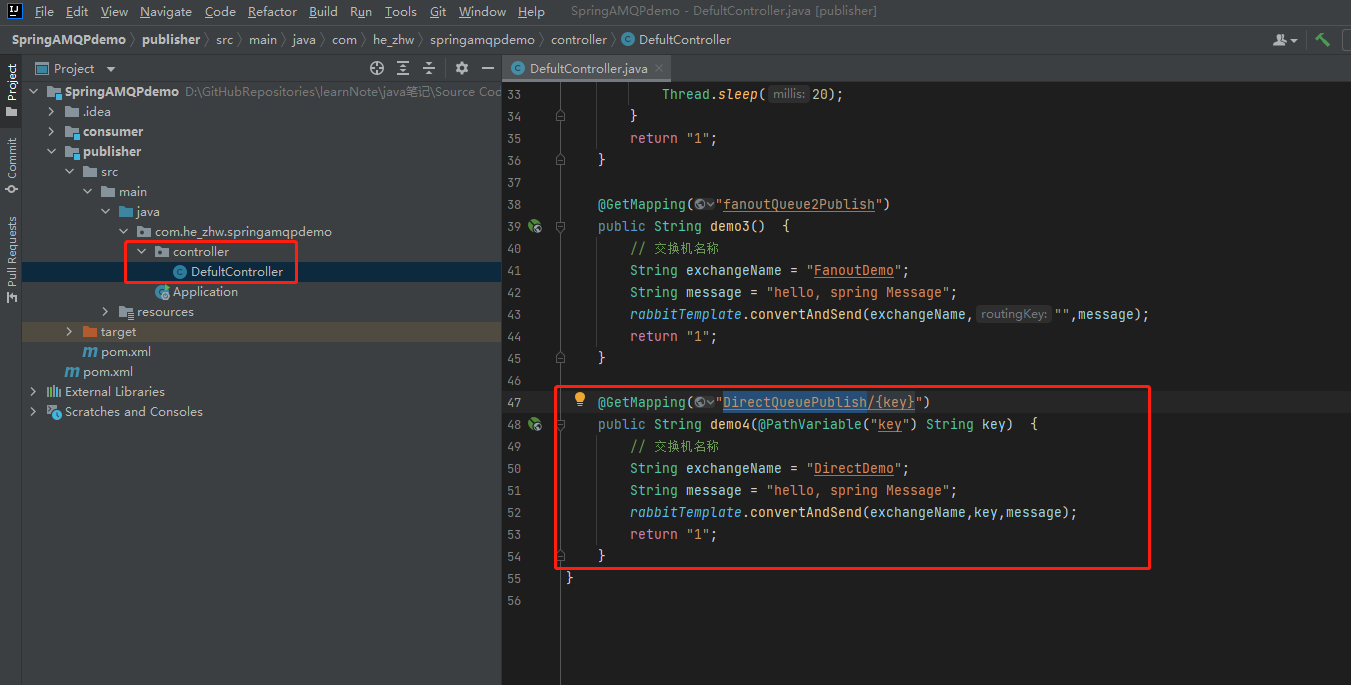 File Edit View Navigate Code Refactor Build Run Tools Git Window Help SpringAMQPdemo - DefultController.java [publisher]
SpringAMQPdemo publisher src main java com he_zhw springamqpdemo controller DefultController
Project
Commit
Pull Requests
Project
SpringAMQPdemo D:\GitHubRepositories\learnNote\java笔记\Source Cod
.idea
consumer
publisher
src
main
java
com.he_zhw.springamqpdemo
controller
DefultController
Application
resources
target
pom.xml
pom.xml
External Libraries
Scratches and Consoles
DefultController.java
33 Thread.sleep( millis: 20);
34 }
35 return "1";
36 }
37
38 @GetMapping("fanoutQueue2Publish")
39 public String demo3() {
40 // 交换机名称
41 String exchangeName = "FanoutDemo";
42 String message = "hello, spring Message";
43 rabbitTemplate.convertAndSend(exchangeName, routingKey: "",message);
44 return "1";
45 }
46
47 @GetMapping("DirectQueuePublish/{key}")
48 public String demo4(@PathVariable("key") String key) {
49 // 交换机名称
50 String exchangeName = "DirectDemo";
51 String message = "hello, spring Message";
52 rabbitTemplate.convertAndSend(exchangeName,key,message);
53 return "1";
54 }
55 }
56